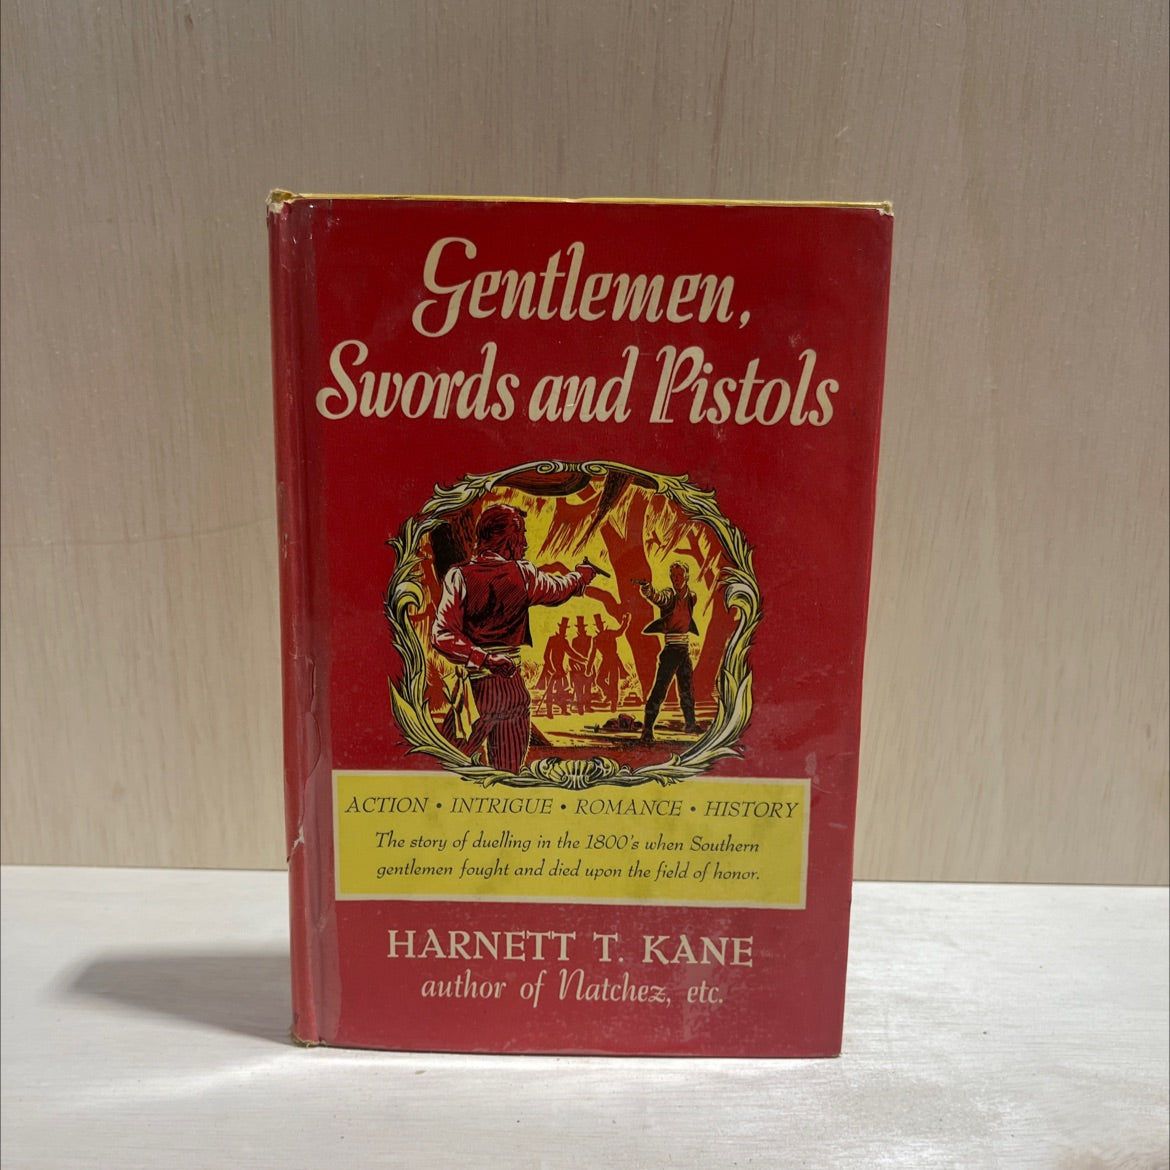 Gentlemen,
Swords and Pistols
ACTION • INTRIGUE • ROMANCE • HISTORY
The story of duelling in the 1800's when Southern
gentlemen fought and died upon the field of honor.
HARNETT T. KANE
author of Natchez, etc.